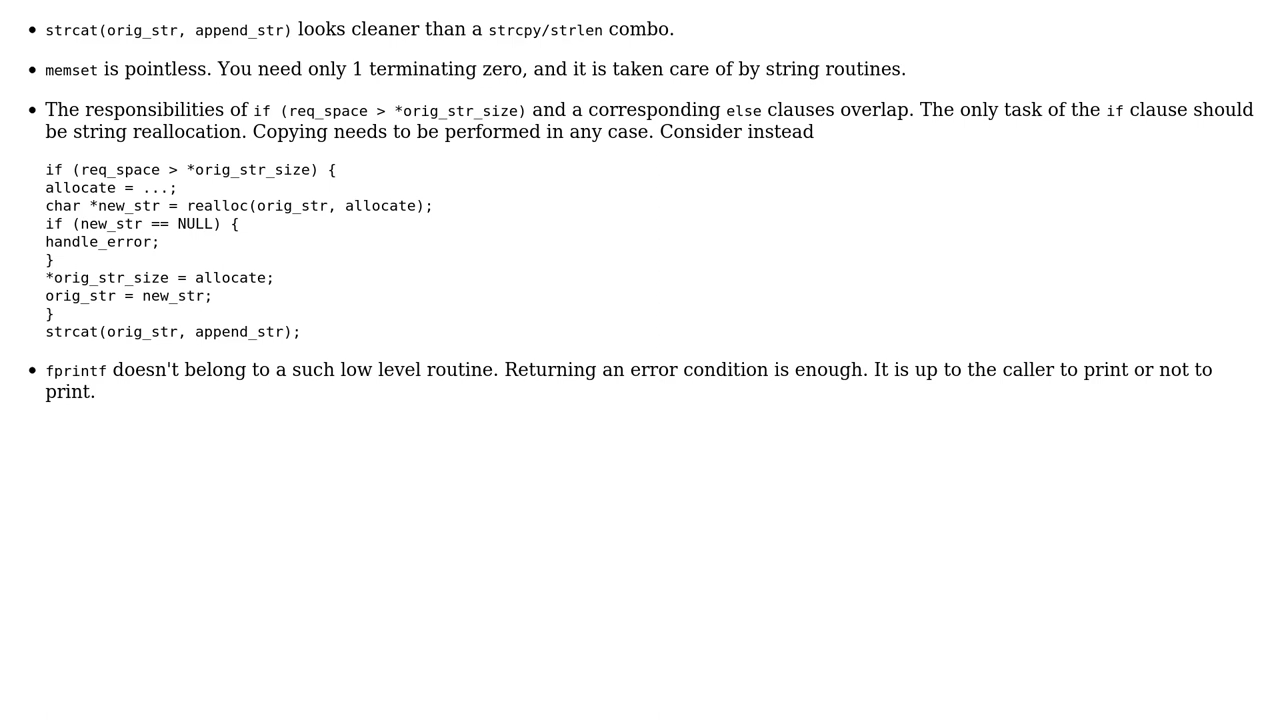 • strcat(orig_str, append_str) looks cleaner than a strcpy/strlen combo.
• memset is pointless. You need only 1 terminating zero, and it is taken care of by string routines.
• The responsibilities of if (req_space > *orig_str_size) and a corresponding else clauses overlap. The only task of the if clause should
be string reallocation. Copying needs to be performed in any case. Consider instead
if (req_space > *orig_str_size) {
allocate = ...;
char *new_str = realloc(orig_str, allocate);
if (new_str == NULL) {
handle_error;
}
*orig_str_size = allocate;
orig_str = new_str;
}
strcat(orig_str, append_str);
• fprintf doesn't belong to a such low level routine. Returning an error condition is enough. It is up to the caller to print or not to
print.